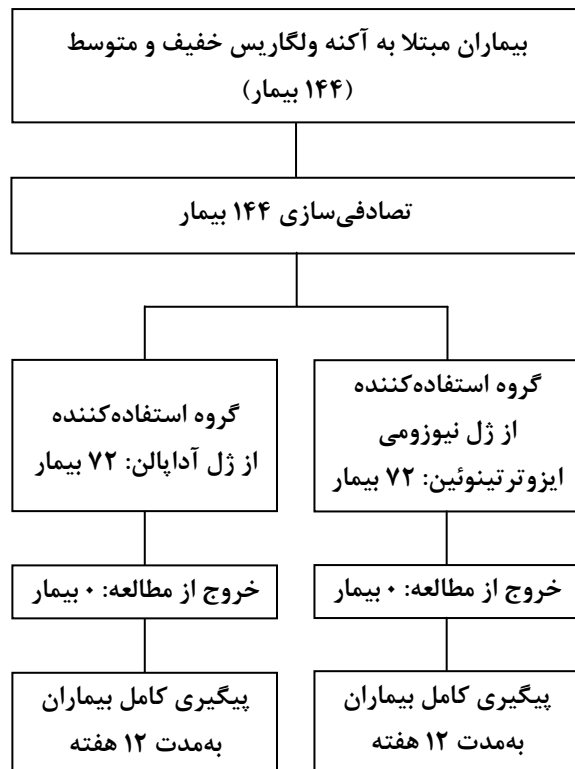 بیماران مبتلا به آکنه ولگاریس خفیف و متوسط
(۱۴۴ بیمار)
تصادفی‌سازی ۱۴۴ بیمار
گروه استفاده‌کننده
از ژل نیوزومی
ایزوترتینوئین: ۷۲ بیمار
گروه استفاده‌کننده
از ژل آداپالن: ۷۲ بیمار
خروج از مطالعه: ۰ بیمار
خروج از مطالعه: ۰ بیمار
پیگیری کامل بیماران
به‌مدت ۱۲ هفته
پیگیری کامل بیماران
به‌مدت ۱۲ هفته